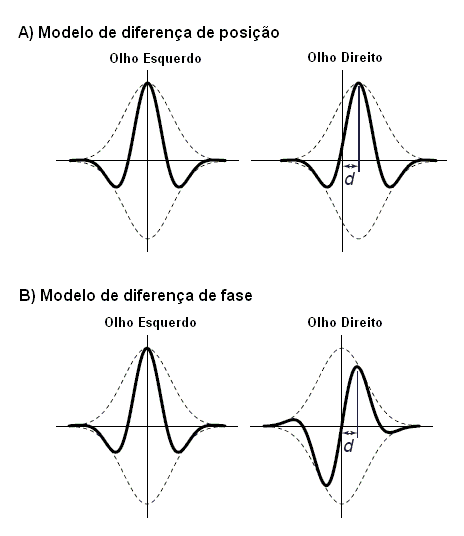 A) Modelo de diferença de posição
Olho Esquerdo
Olho Direito
d
B) Modelo de diferença de fase
Olho Esquerdo
Olho Direito
d